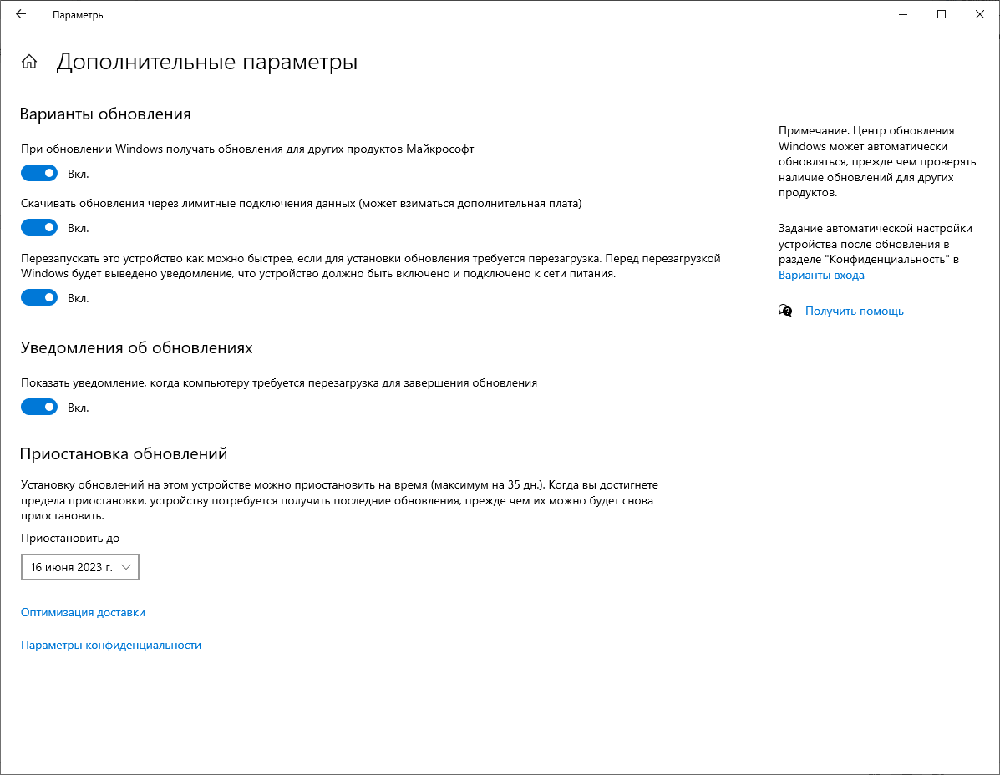 Параметры
Дополнительные параметры
Варианты обновления
При обновлении Windows получать обновления для других продуктов Майкрософт
Вкл.
Скачивать обновления через лимитные подключения данных (может взиматься дополнительная плата)
Вкл.
Перезапускать это устройство как можно быстрее, если для установки обновления требуется перезагрузка. Перед перезагрузкой
Windows будет выведено уведомление, что устройство должно быть включено и подключено к сети питания.
Вкл.
Уведомления об обновлениях
Показать уведомление, когда компьютеру требуется перезагрузка для завершения обновления
Вкл.
Приостановка обновлений
Установку обновлений на этом устройстве можно приостановить на время (максимум на 35 дн.). Когда вы достигнете
предела приостановки, устройству потребуется получить последние обновления, прежде чем их можно будет снова
приостановить.
Приостановить до
16 июня 2023 г.
Оптимизация доставки
Параметры конфиденциальности
Примечание. Центр обновления
Windows может автоматически
обновляться, прежде чем проверять
наличие обновлений для других
продуктов.
Задание автоматической настройки
устройства после обновления в
разделе "Конфиденциальность" в
Варианты входа
Получить помощь